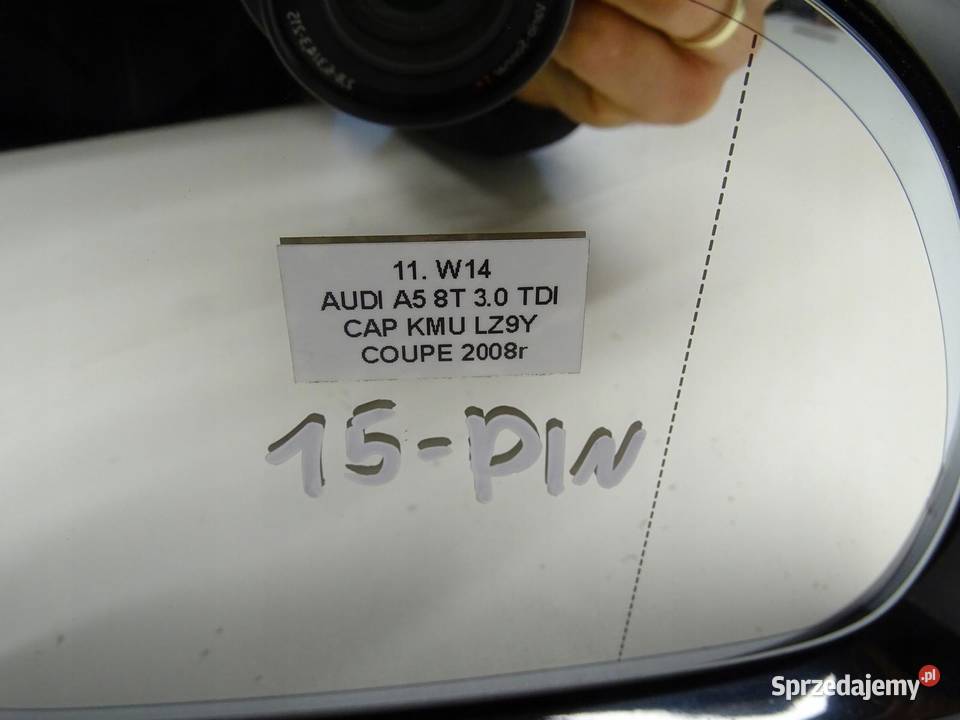 11. W14
AUDI A5 8T 3.0 TDI
CAP KMU LZ9Y
COUPE 2008r
15-PIN
Sprzedajemy.pl